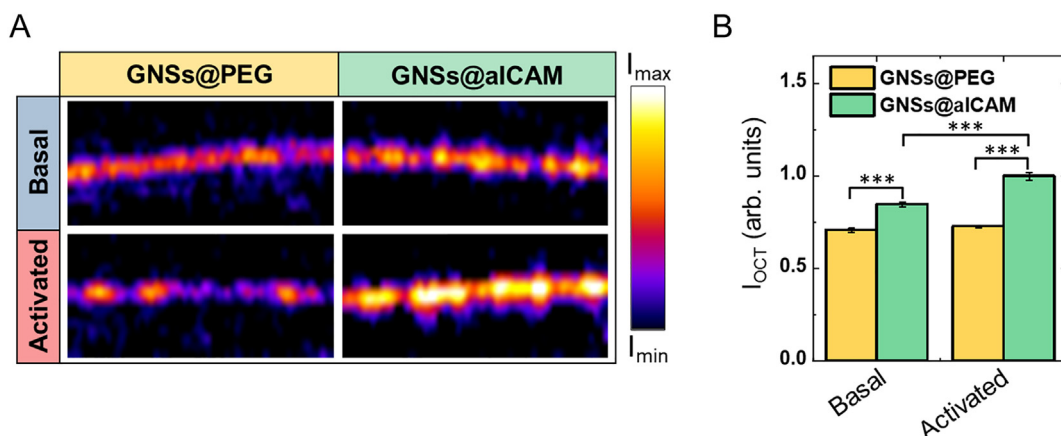 A
GNSs@PEG
GNSs@aICAM
Basal
Activated
Imax
Imin
B
IOCT (arb. units)
1.5
1.0
0.5
0.0
GNSs@PEG
GNSs@aICAM
***
***
***
Basal
Activated